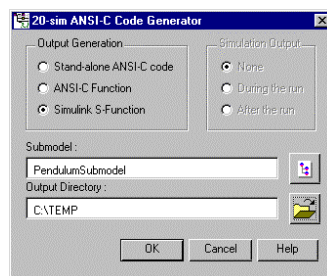 20-sim ANSI-C Code Generator
Output Generation
Stand-alone ANSI-C code
ANSI-C Function
Simulink S-Function
Simulation Output
None
During the run
After the run
Submodel :
PendulumSubmodel
Output Directory :
C:\TEMP
OK
Cancel
Help